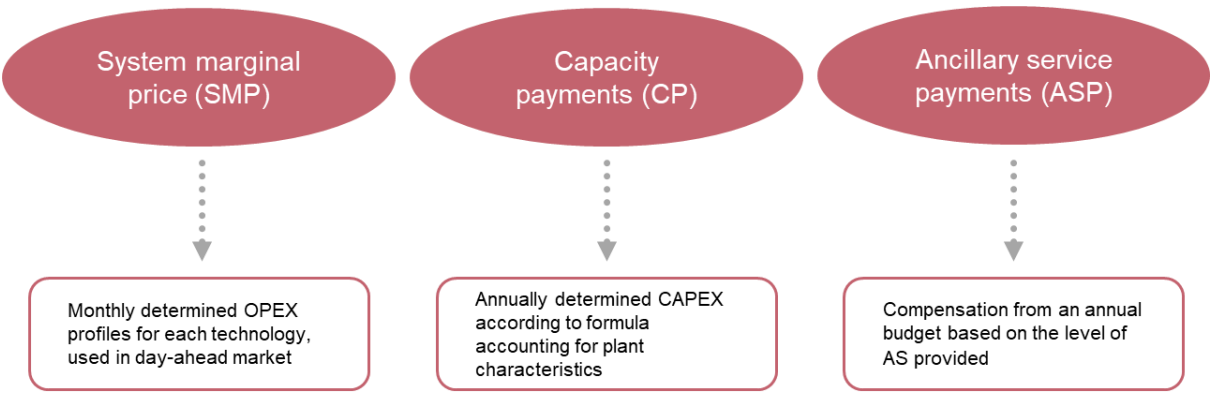 System marginal
price (SMP)
Capacity
payments (CP)
Ancillary service
payments (ASP)
Monthly determined OPEX
profiles for each technology,
used in day-ahead market
Annually determined CAPEX
according to formula
accounting for plant
characteristics
Compensation from an annual
budget based on the level of
AS provided